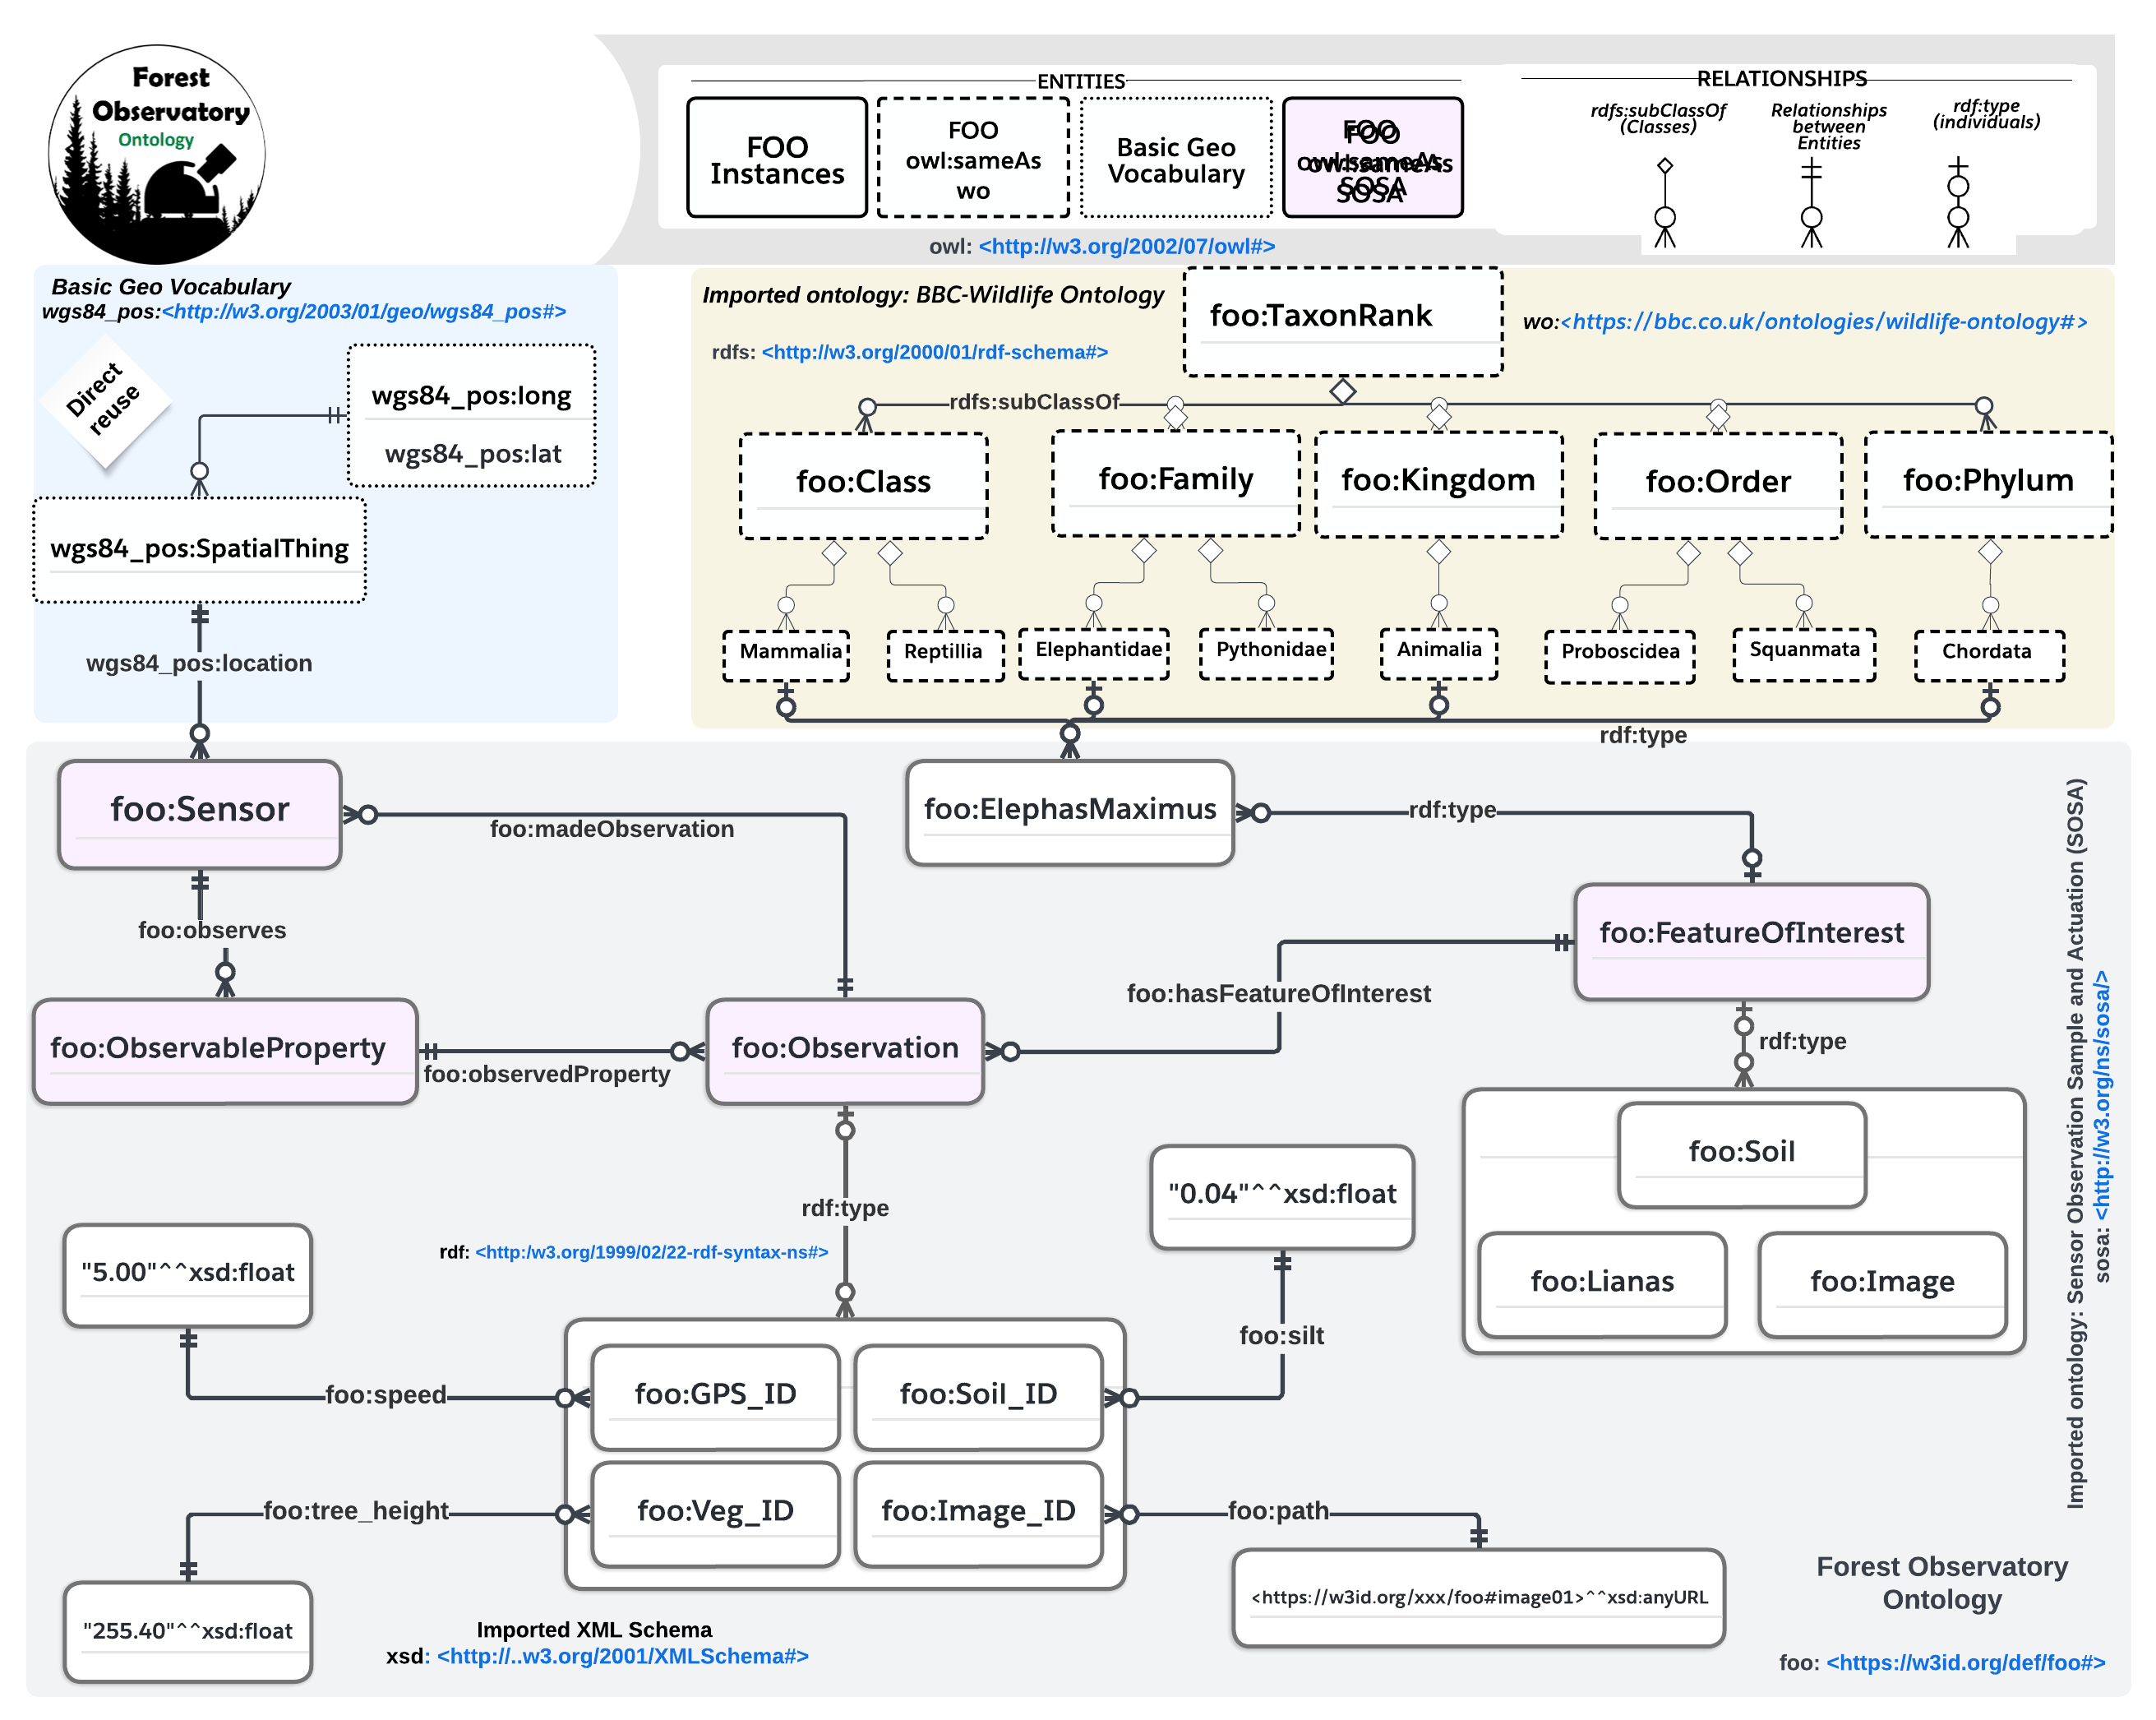 Forest
Observatory
Ontology
ENTITIES
FOO
Instances
FOO
owl:sameAs
wo
Basic Geo
Vocabulary
FOO
owl:sameAs
SOSA
FOO
owl:sameAs
SOSA
RELATIONSHIPS
rdfs:subClassOf
(Classes)
Relationships
between
Entities
rdf:type
(individuals)
owl: <http://w3.org/2002/07/owl#>
Basic Geo Vocabulary
wgs84_pos:<http://w3.org/2003/01/geo/wgs84_pos#>
Direct
reuse
wgs84_pos:long
wgs84_pos:lat
wgs84_pos:SpatialThing
wgs84_pos:location
Imported ontology: BBC-Wildlife Ontology
foo:TaxonRank
wo:<https://bbc.co.uk/ontologies/wildlife-ontology#>
rdfs: <http://w3.org/2000/01/rdf-schema#>
rdfs:subClassOf
foo:Class
foo:Family
foo:Kingdom
foo:Order
foo:Phylum
Mammalia
Reptillia
Elephantidae
Pythonidae
Animalia
Proboscidea
Squanmata
Chordata
rdf:type
foo:Sensor
foo:madeObservation
foo:ElephasMaximus
rdf:type
foo:observes
foo:FeatureOfInterest
foo:hasFeatureOfInterest
foo:ObservableProperty
foo:observedProperty
foo:Observation
rdf:type
foo:Soil
foo:Lianas
foo:Image
rdf:type
rdf: <http:/w3.org/1999/02/22-rdf-syntax-ns#>
"0.04"^^xsd:float
"5.00"^^xsd:float
foo:silt
foo:speed
foo:GPS_ID
foo:Soil_ID
foo:tree_height
foo:Veg_ID
foo:Image_ID
foo:path
"255.40"^^xsd:float
<https://w3id.org/xxx/foo#image01>^^xsd:anyURL
Imported XML Schema
xsd: <http://..w3.org/2001/XMLSchema#>
Imported ontology: Sensor Observation Sample and Actuation (SOSA)
sosa: <http://w3.org/ns/sosa/>
Forest Observatory
Ontology
foo: <https://w3id.org/def/foo#>